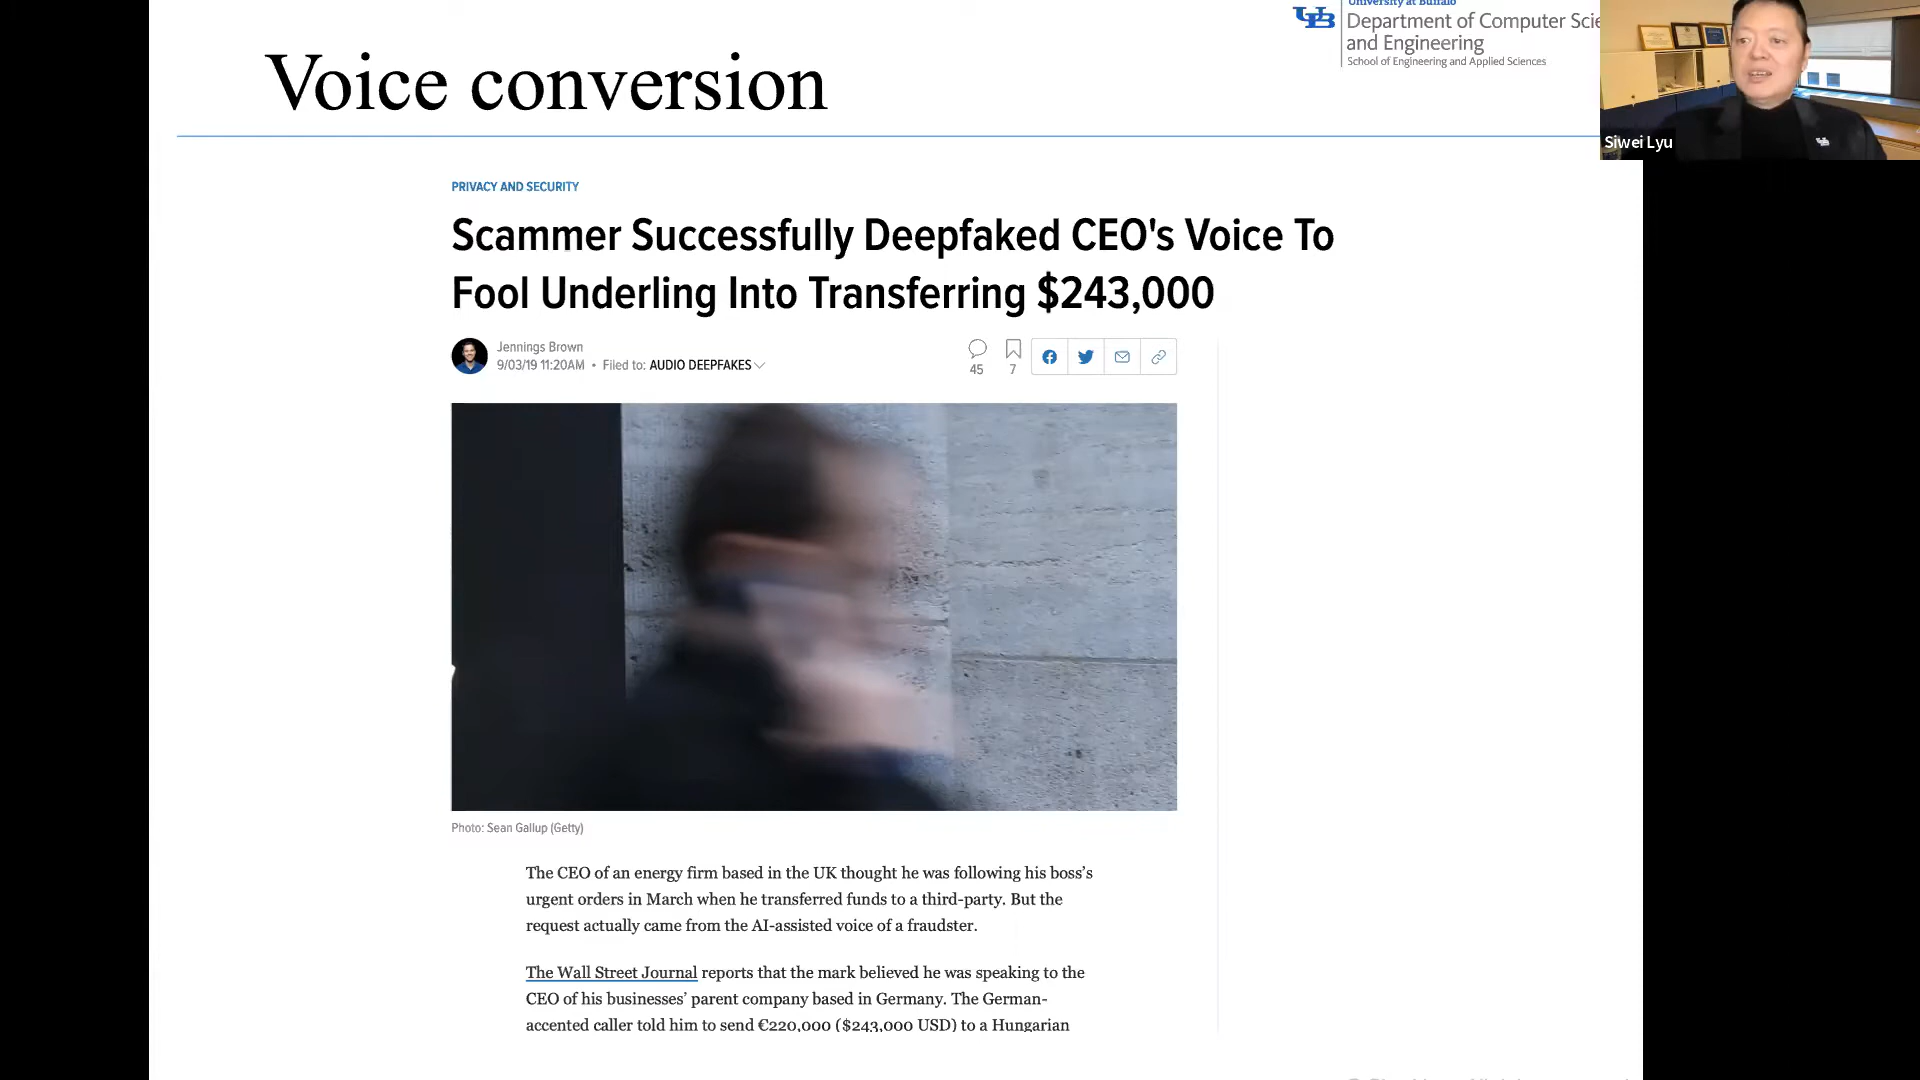 University at Buffalo
Department of Computer Scie
and Engineering
School of Engineering and Applied Sciences
Siwei Lyu
Voice conversion
PRIVACY AND SECURITY
Scammer Successfully Deepfaked CEO's Voice To
Fool Underling Into Transferring $243,000
Jennings Brown
9/03/19 11:20AM • Filed to: AUDIO DEEPFAKES
45
7
Photo: Sean Gallup (Getty)
The CEO of an energy firm based in the UK thought he was following his boss’s
urgent orders in March when he transferred funds to a third-party. But the
request actually came from the AI-assisted voice of a fraudster.
The Wall Street Journal reports that the mark believed he was speaking to the
CEO of his businesses’ parent company based in Germany. The German-
accented caller told him to send €220,000 ($243,000 USD) to a Hungarian